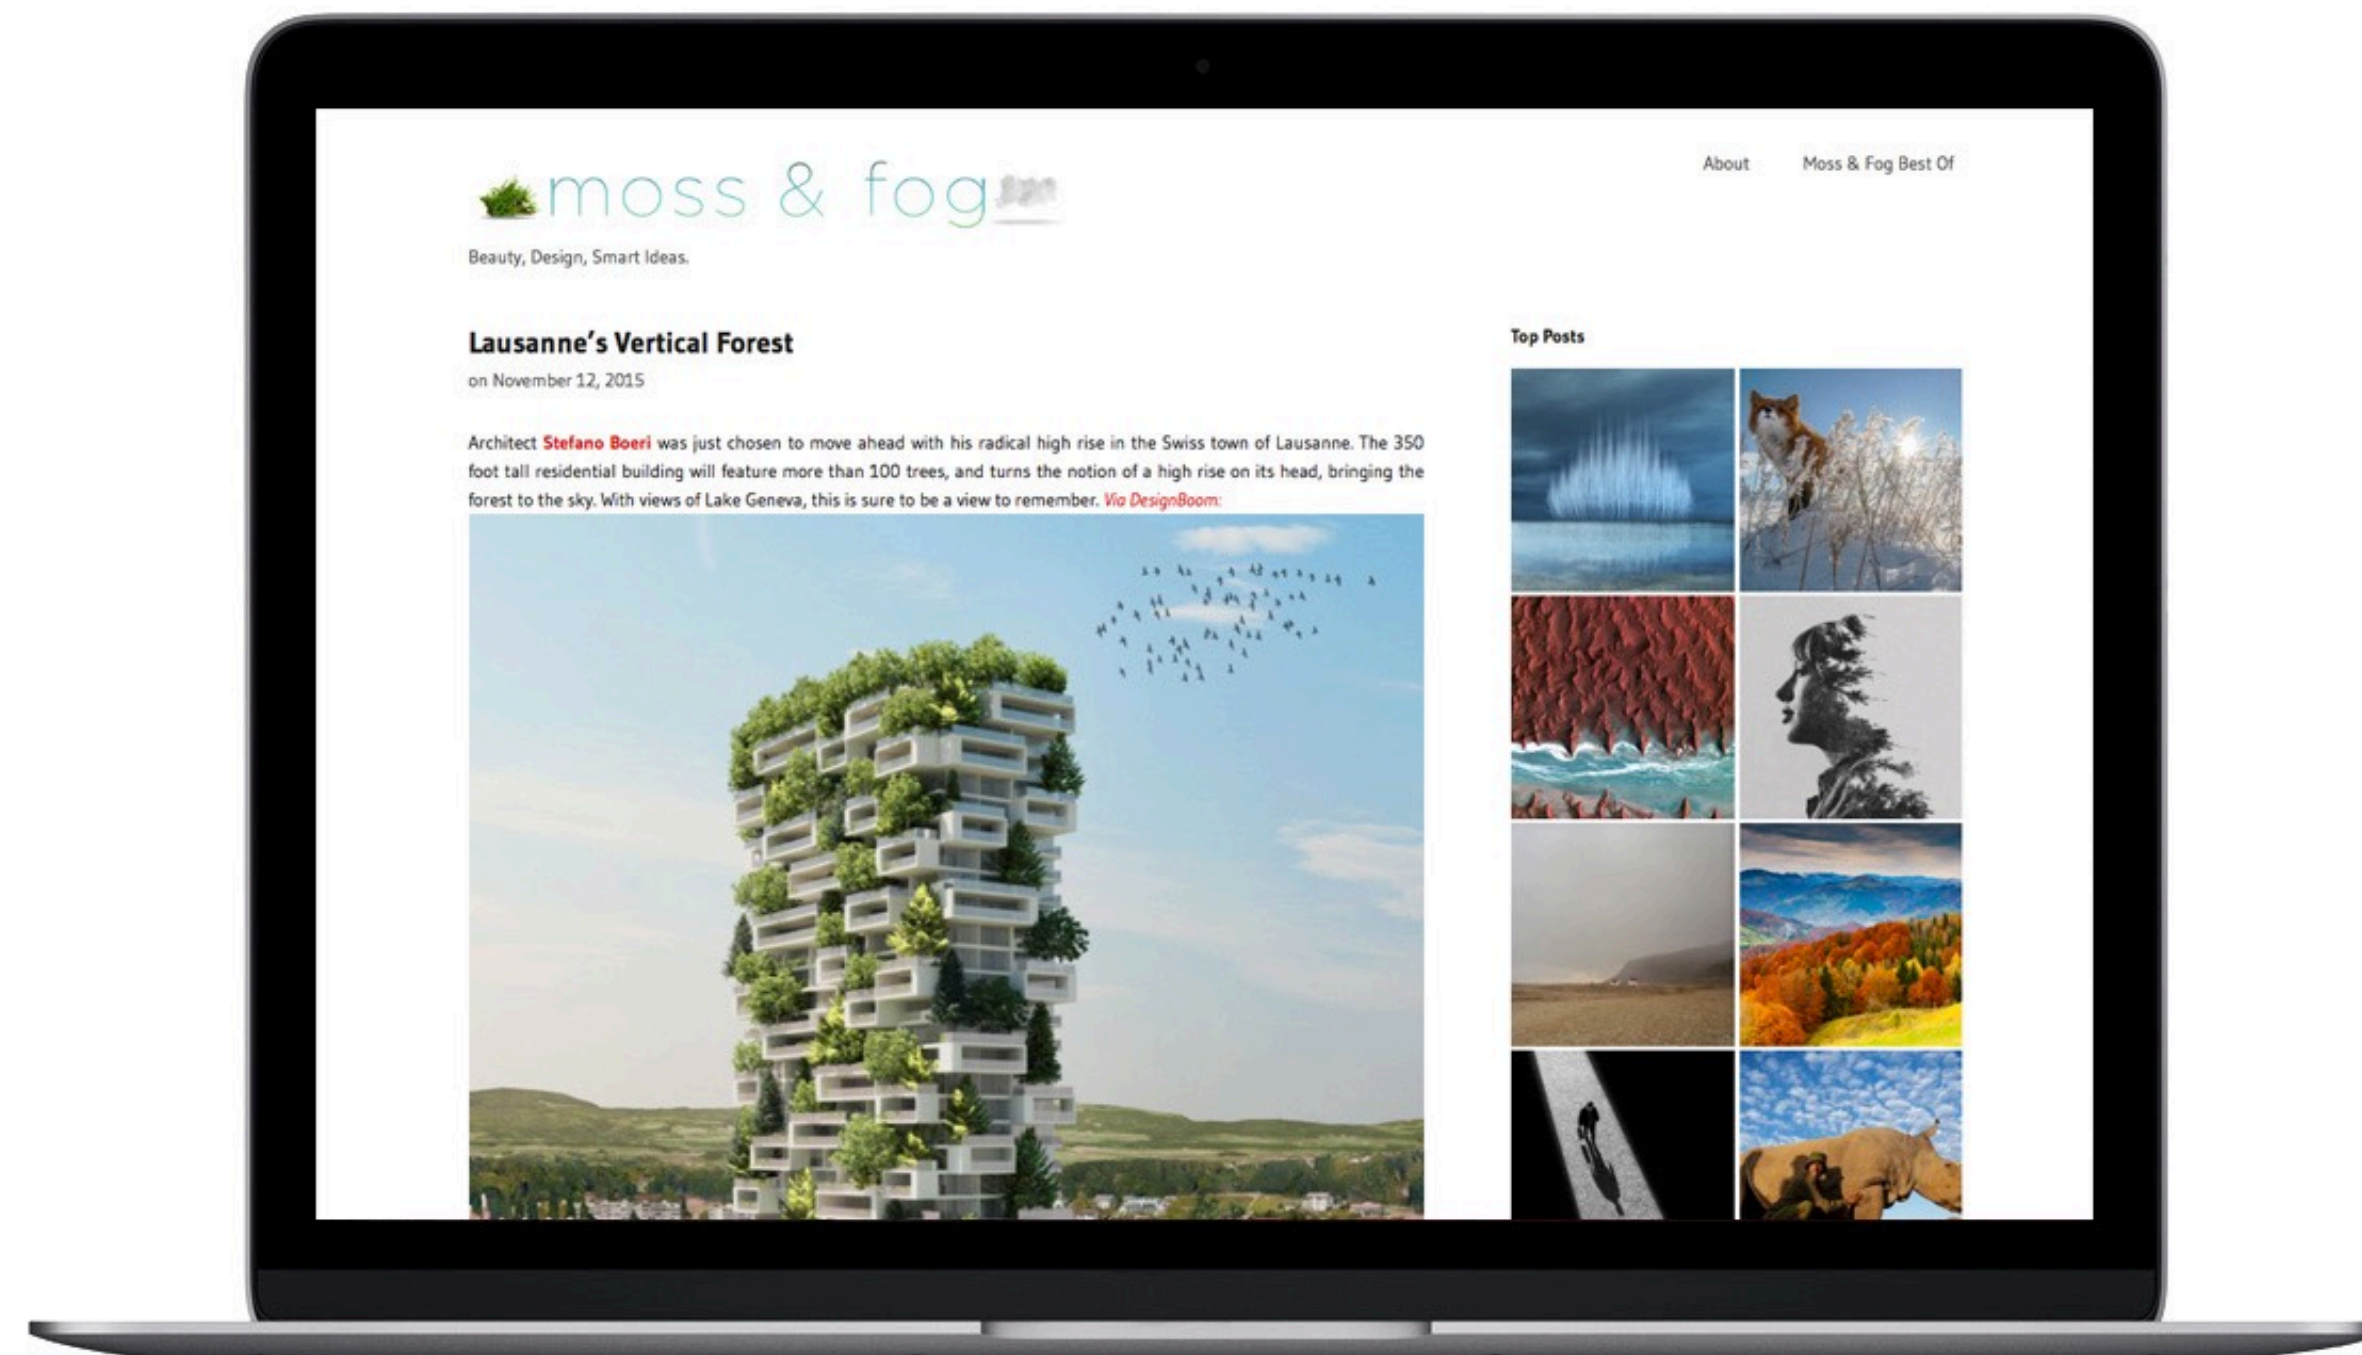 moss & fog
About Moss & Fog Best Of
Beauty, Design, Smart Ideas.
Lausanne's Vertical Forest
on November 12, 2015
Architect Stefano Boeri was just chosen to move ahead with his radical high rise in the Swiss town of Lausanne. The 350
foot tall residential building will feature more than 100 trees, and turns the notion of a high rise on its head, bringing the
forest to the sky. With views of Lake Geneva, this is sure to be a view to remember. Via DesignBoom:
Top Posts